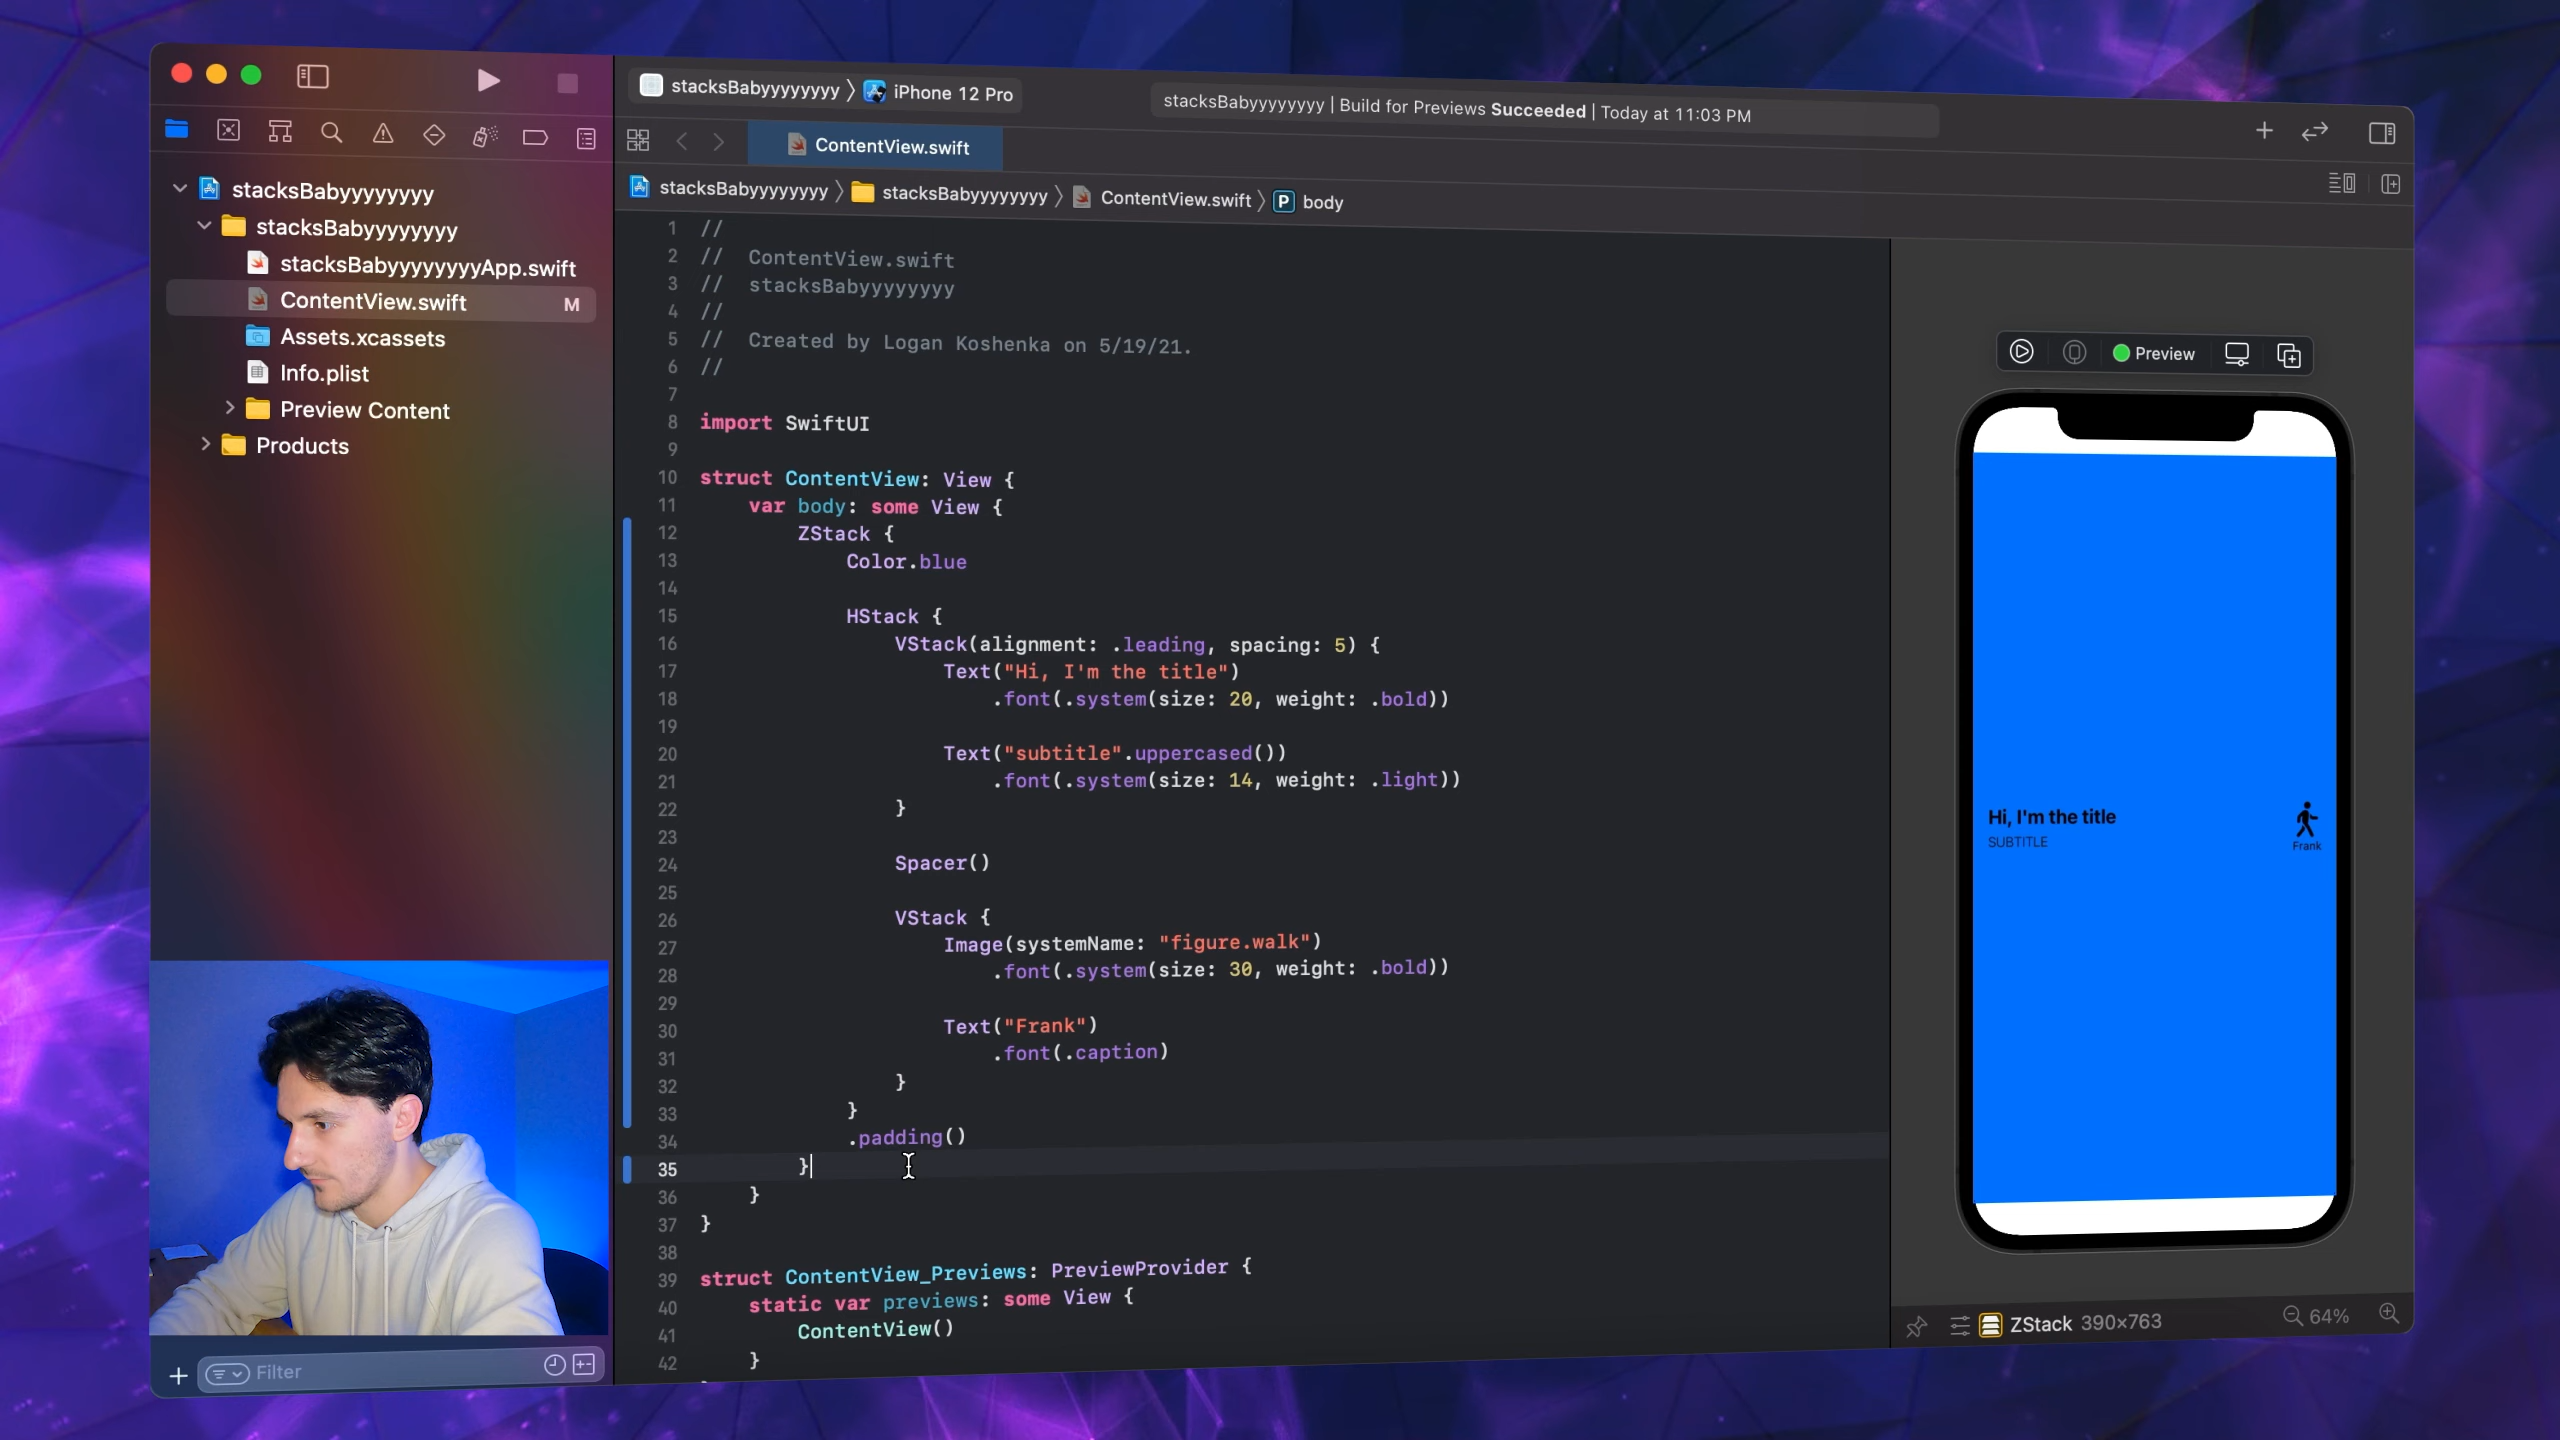 stacksBabyyyyyyyy
iPhone 12 Pro
stacksBabyyyyyyyy | Build for Previews Succeeded | Today at 11:03 PM
ContentView.swift
stacksBabyyyyyyyy
stacksBabyyyyyyyy
ContentView.swift
P body
stacksBabyyyyyyyy
stacksBabyyyyyyyy
stacksBabyyyyyyyyApp.swift
ContentView.swift M
Assets.xcassets
Info.plist
Preview Content
Products
Filter
1 //
2 //  ContentView.swift
3 //  stacksBabyyyyyyyy
4 //
5 //  Created by Logan Koshenka on 5/19/21.
6 //
7
8 import SwiftUI
9
10 struct ContentView: View {
11     var body: some View {
12         ZStack {
13             Color.blue
14
15             HStack {
16                 VStack(alignment: .leading, spacing: 5) {
17                     Text("Hi, I'm the title")
18                         .font(.system(size: 20, weight: .bold))
19
20                     Text("subtitle".uppercased())
21                         .font(.system(size: 14, weight: .light))
22                 }
23
24                 Spacer()
25
26                 VStack {
27                     Image(systemName: "figure.walk")
28                         .font(.system(size: 30, weight: .bold))
29
30                     Text("Frank")
31                         .font(.caption)
32                 }
33             }
34             .padding()
35         }
36     }
37 }
38
39 struct ContentView_Previews: PreviewProvider {
40     static var previews: some View {
41         ContentView()
42     }
Preview
Hi, I'm the title
SUBTITLE
Frank
ZStack 390×763
64%